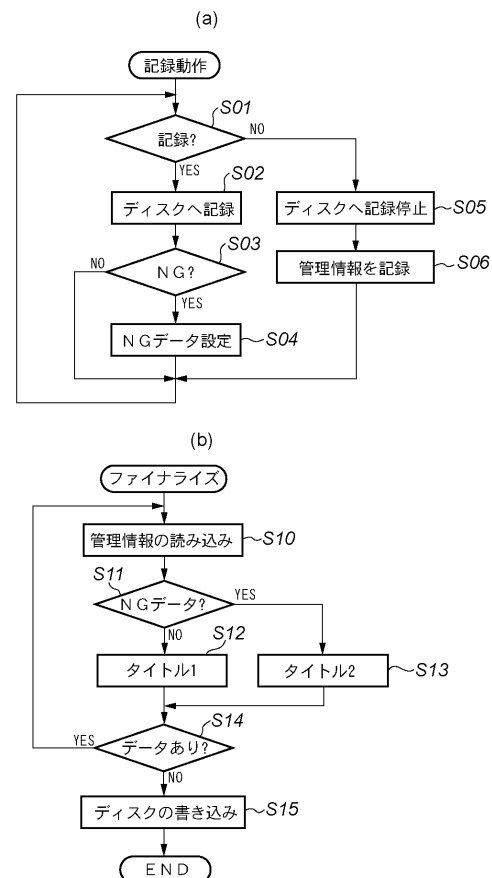 (a)
記録動作
S01
記録?
NO
YES
S02
ディスクへ記録
ディスクへ記録停止
S05
S03
NO
ＮＧ?
YES
管理情報を記録
S06
ＮＧデータ設定
S04
(b)
ファイナライズ
管理情報の読み込み
S10
S11
ＮＧデータ?
YES
NO
S12
タイトル1
タイトル2
S13
S14
YES
データあり?
NO
ディスクの書き込み
S15
ＥＮＤ